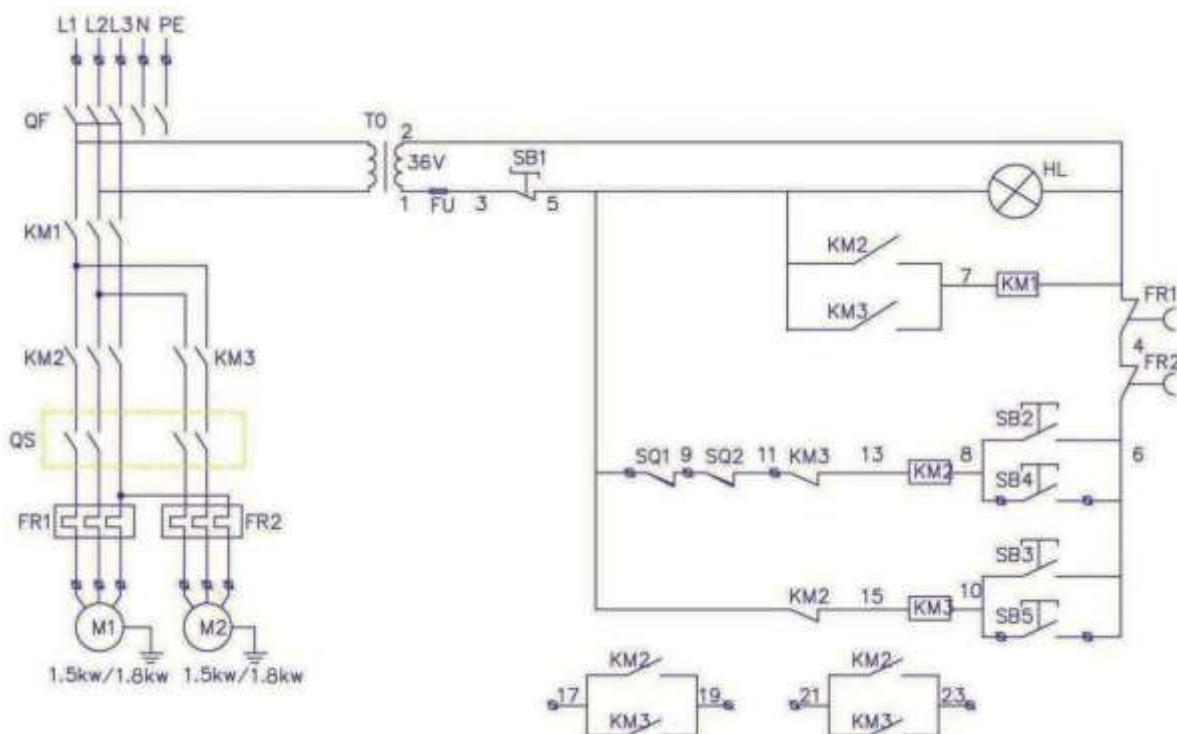 L1 L2 L3 N PE
QF
T0
2
36V
SB1
HL
1 FU 3 5
KM1
KM2
7 KM1
FR1
KM3
4
KM2 KM3
FR2
SB2
QS
SQ1 9 SQ2 11 KM3 13 KM2 8
6
SB4
FR1 FR2
SB3
KM2 15 KM3 10
SB5
M1 M2
1.5kw/1.8kw 1.5kw/1.8kw
KM2 KM2
17 19 21 23
KM3 KM3